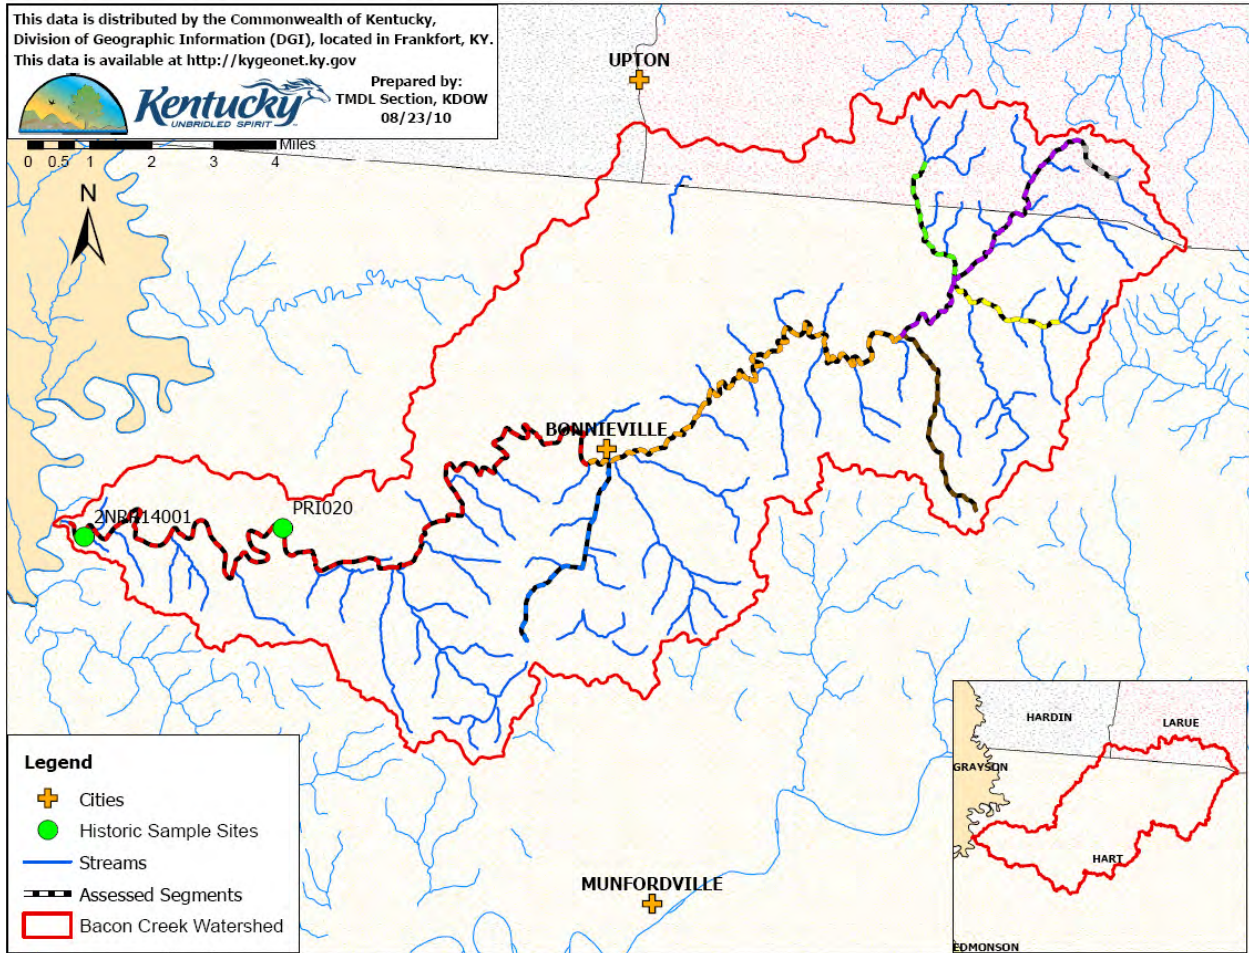 This data is distributed by the Commonwealth of Kentucky,
Division of Geographic Information (DGI), located in Frankfort, KY.
This data is available at http://kygeonet.ky.gov
Kentucky
UNBRIDLED SPIRIT
Prepared by:
TMDL Section, KDOW
08/23/10
Miles
0 0.5 1 2 3 4
N
UPTON
BONNIEVILLE
PRI020
2NRR14001
MUNFORDVILLE
Legend
Cities
Historic Sample Sites
Streams
Assessed Segments
Bacon Creek Watershed
HARDIN
LARUE
GRAYSON
HART
EDMONSON